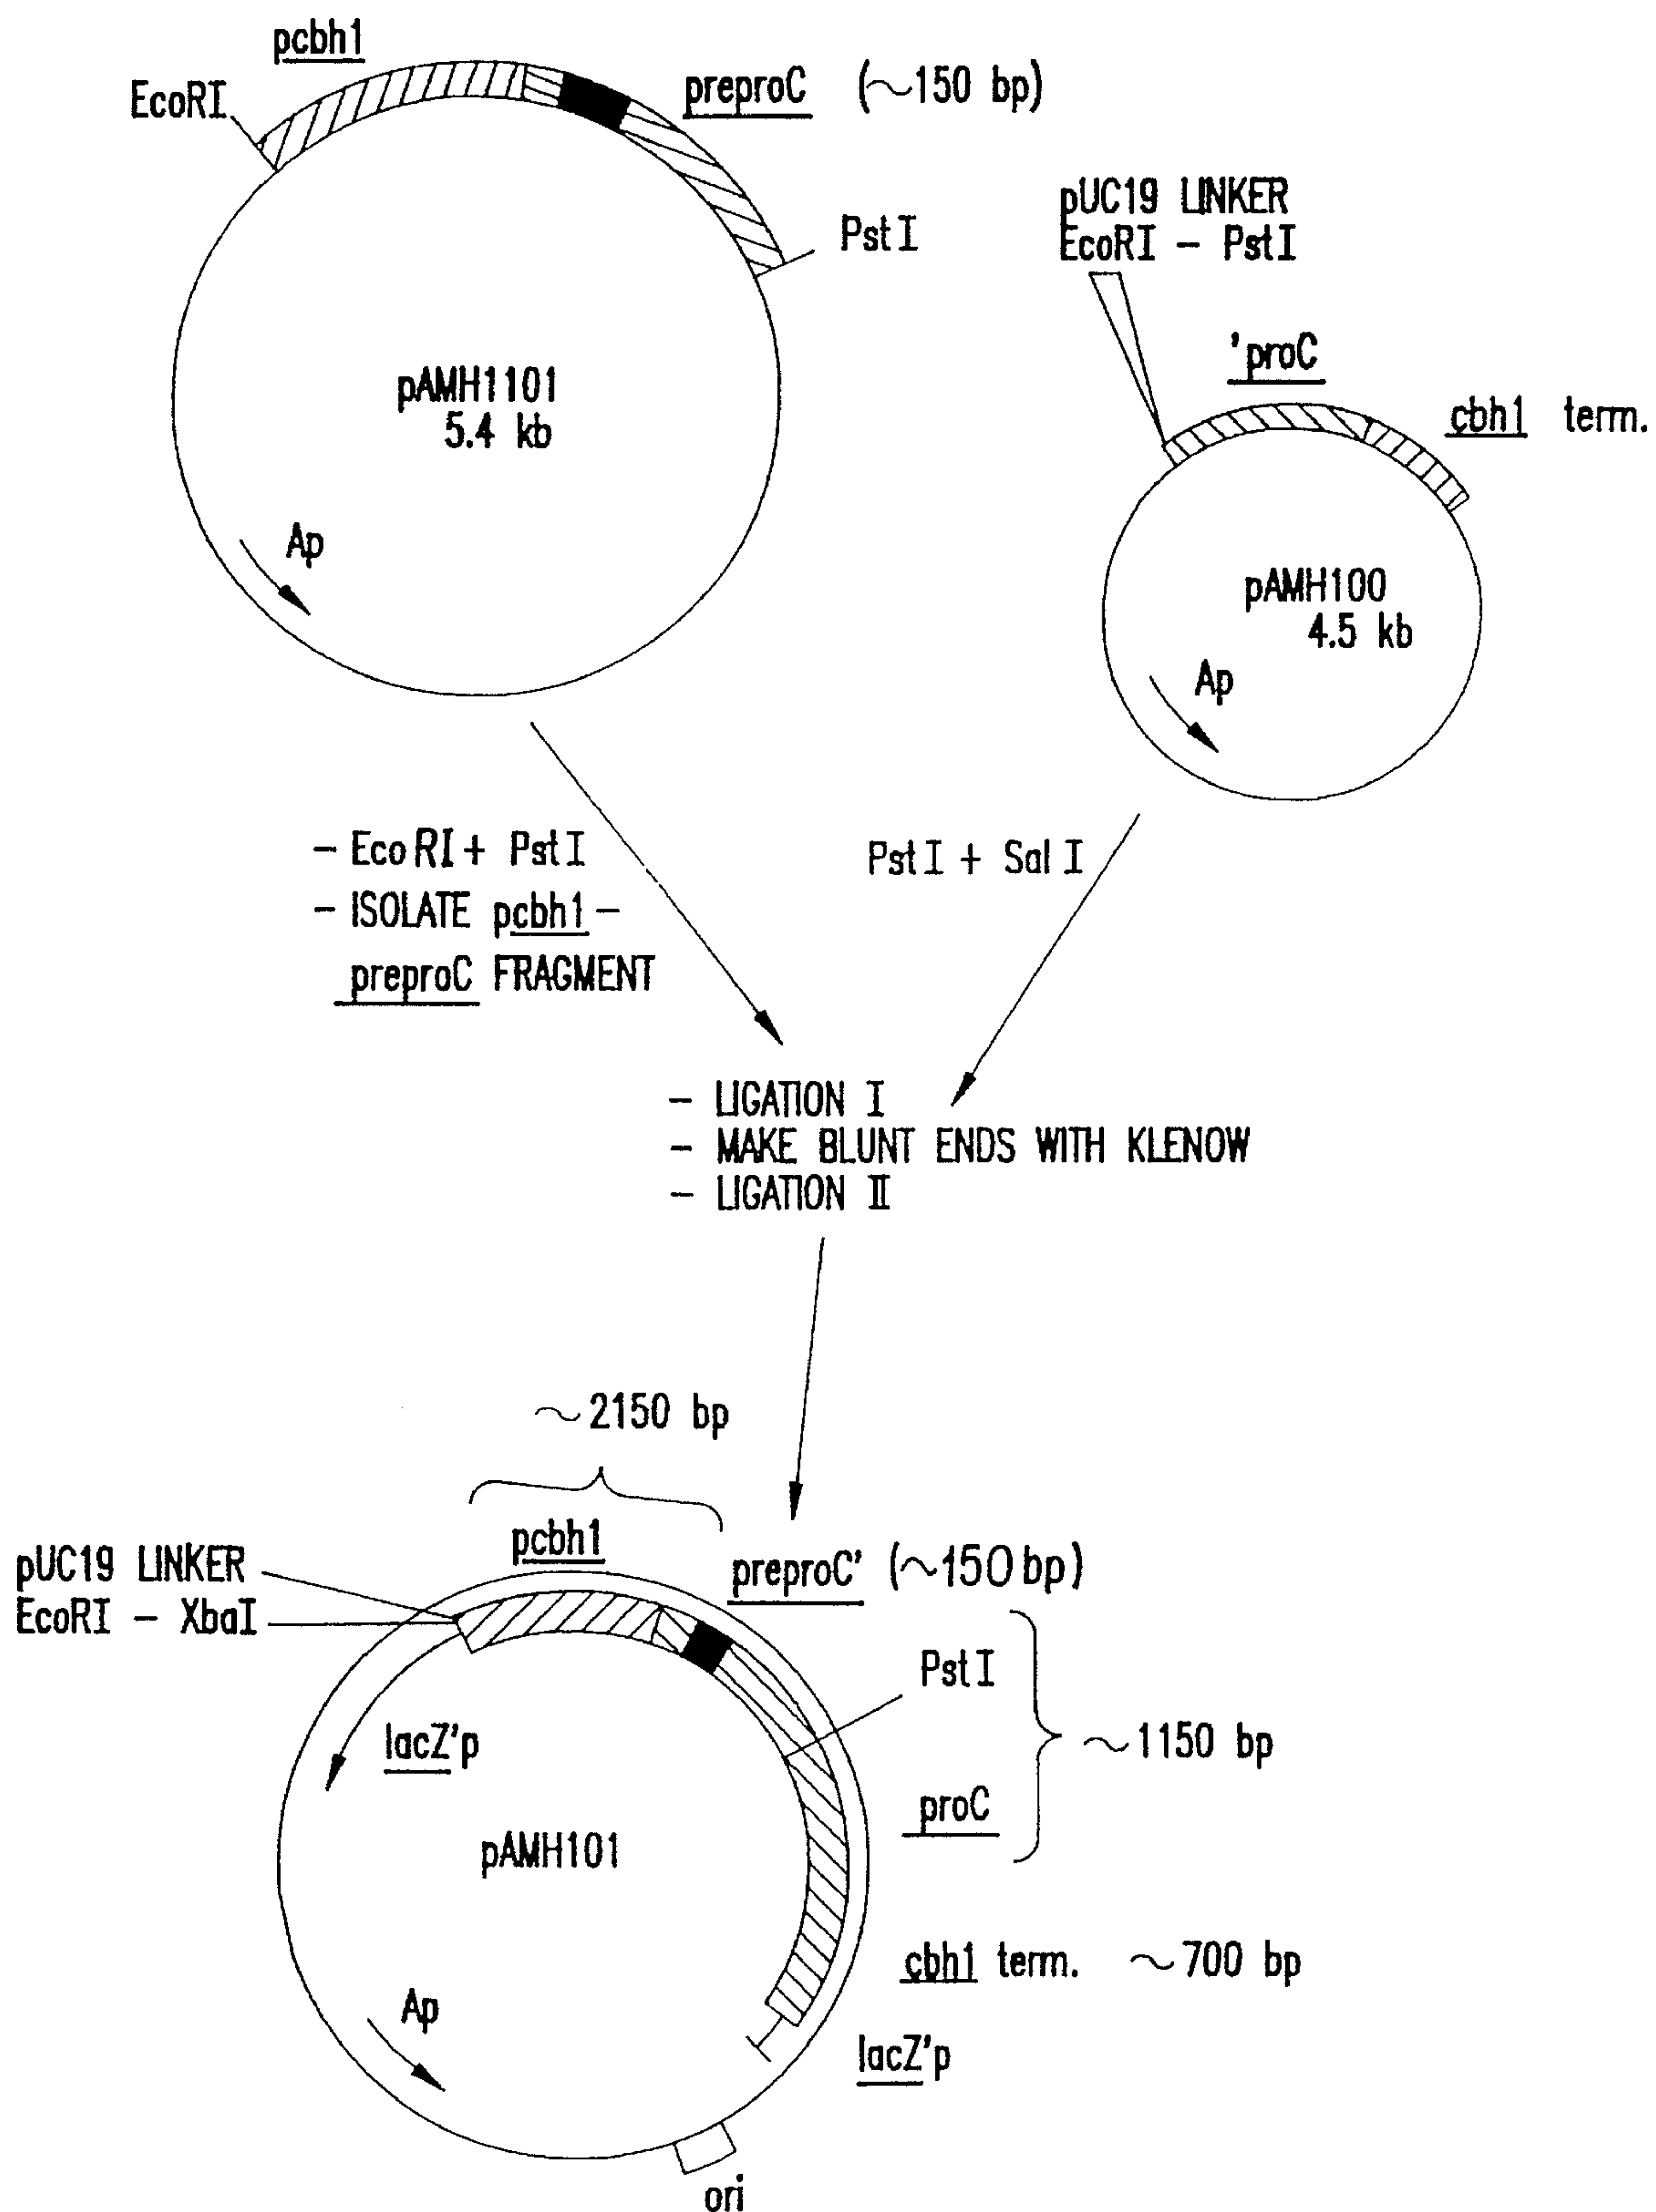 pcbh1
EcoRI
preproC (~150 bp)
PstI
pAMH1101
5.4 kb
Ap
pUC19 LINKER
EcoRI - PstI
'proC
cbh1 term.
pAMH100
4.5 kb
Ap
- EcoRI + PstI
- ISOLATE pcbh1 -
preproC FRAGMENT
PstI + SalI
- LIGATION I
- MAKE BLUNT ENDS WITH KLENOW
- LIGATION II
~2150 bp
pcbh1
preproC' (~150 bp)
pUC19 LINKER
EcoRI - XbaI
PstI
lacZ'p
~1150 bp
proC
pAMH101
cbh1 term. ~700 bp
Ap
lacZ'p
ori